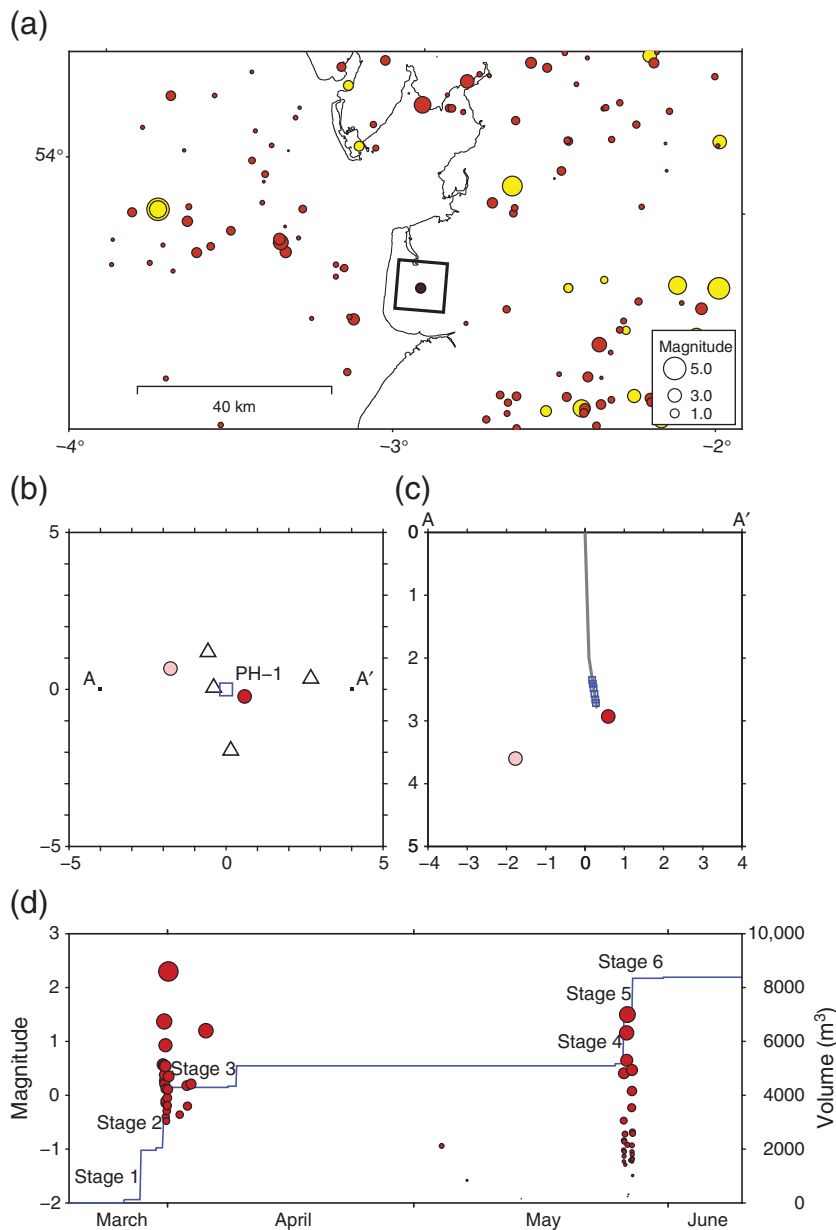 (a)
54°
Magnitude
5.0
3.0
1.0
40 km
−4°
−3°
−2°
(b)
(c)
A
A′
5
0
−5
A
PH−1
A′
−5
0
5
0
1
2
3
4
5
−4
−3
−2
−1
0
1
2
3
4
(d)
3
2
1
0
−1
−2
Magnitude
Stage 1
Stage 2
Stage 3
Stage 4
Stage 5
Stage 6
10,000
8000
6000
4000
2000
0
Volume (m³)
March
April
May
June